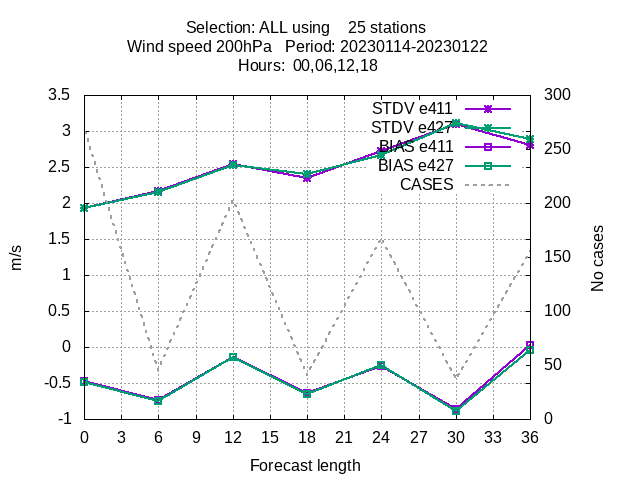 Selection: ALL using 25 stations
Wind speed 200hPa Period: 20230114-20230122
Hours: 00,06,12,18
3.5
3
2.5
2
1.5
1
0.5
0
-0.5
-1
m/s
STDV e411
STDV e427
BIAS e411
BIAS e427
CASES
300
250
200
150
100
50
0
No cases
0 3 6 9 12 15 18 21 24 27 30 33 36
Forecast length